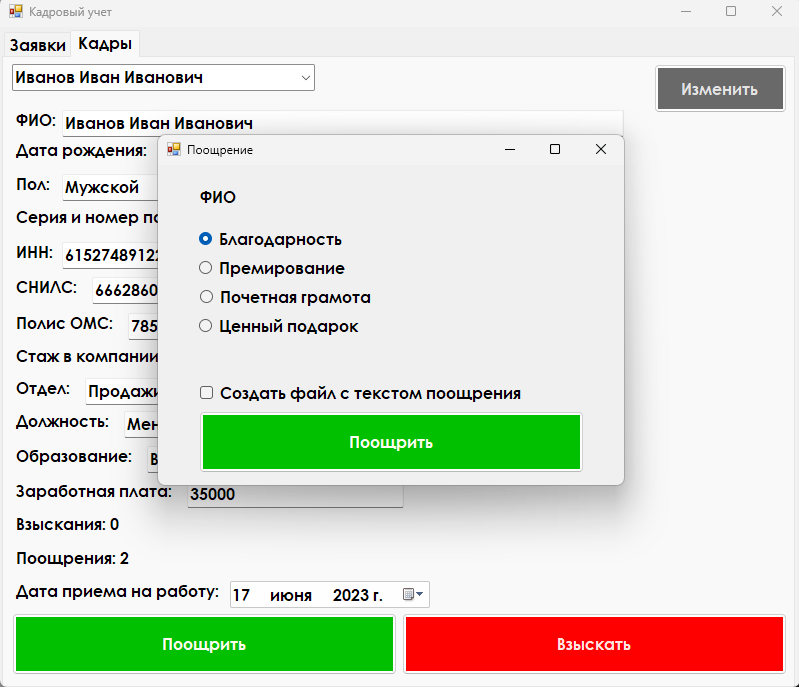 Кадровый учет
Заявки Кадры
Иванов Иван Иванович
Изменить
ФИО: Иванов Иван Иванович
Дата рождения:
Пол: Мужской
Серия и номер па
ИНН: 6152748912
СНИЛС: 6662860
Полис ОМС: 785
Стаж в компании
Отдел: Продажи
Должность: Мен
Образование: В
Заработная плата: 35000
Взыскания: 0
Поощрения: 2
Дата приема на работу: 17 июня 2023 г.
Поощрить Взыскать
Поощрение
ФИО
Благодарность
Премирование
Почетная грамота
Ценный подарок
Создать файл с текстом поощрения
Поощрить